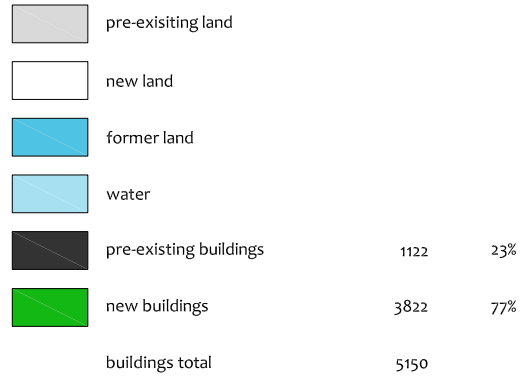 pre-exisiting land
new land
former land
water
pre-existing buildings 1122 23%
new buildings 3822 77%
buildings total 5150